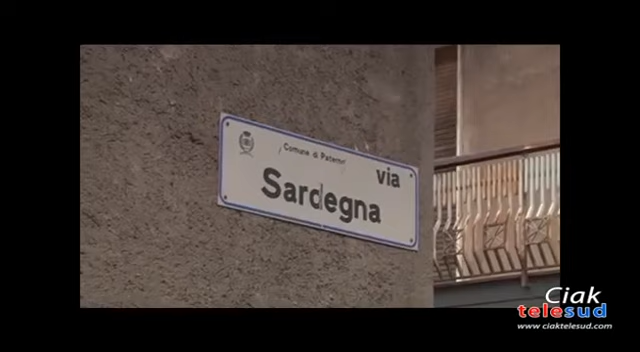 Comune di Paternò
via
Sardegna
Ciak
telesud
www.ciaktelesud.com